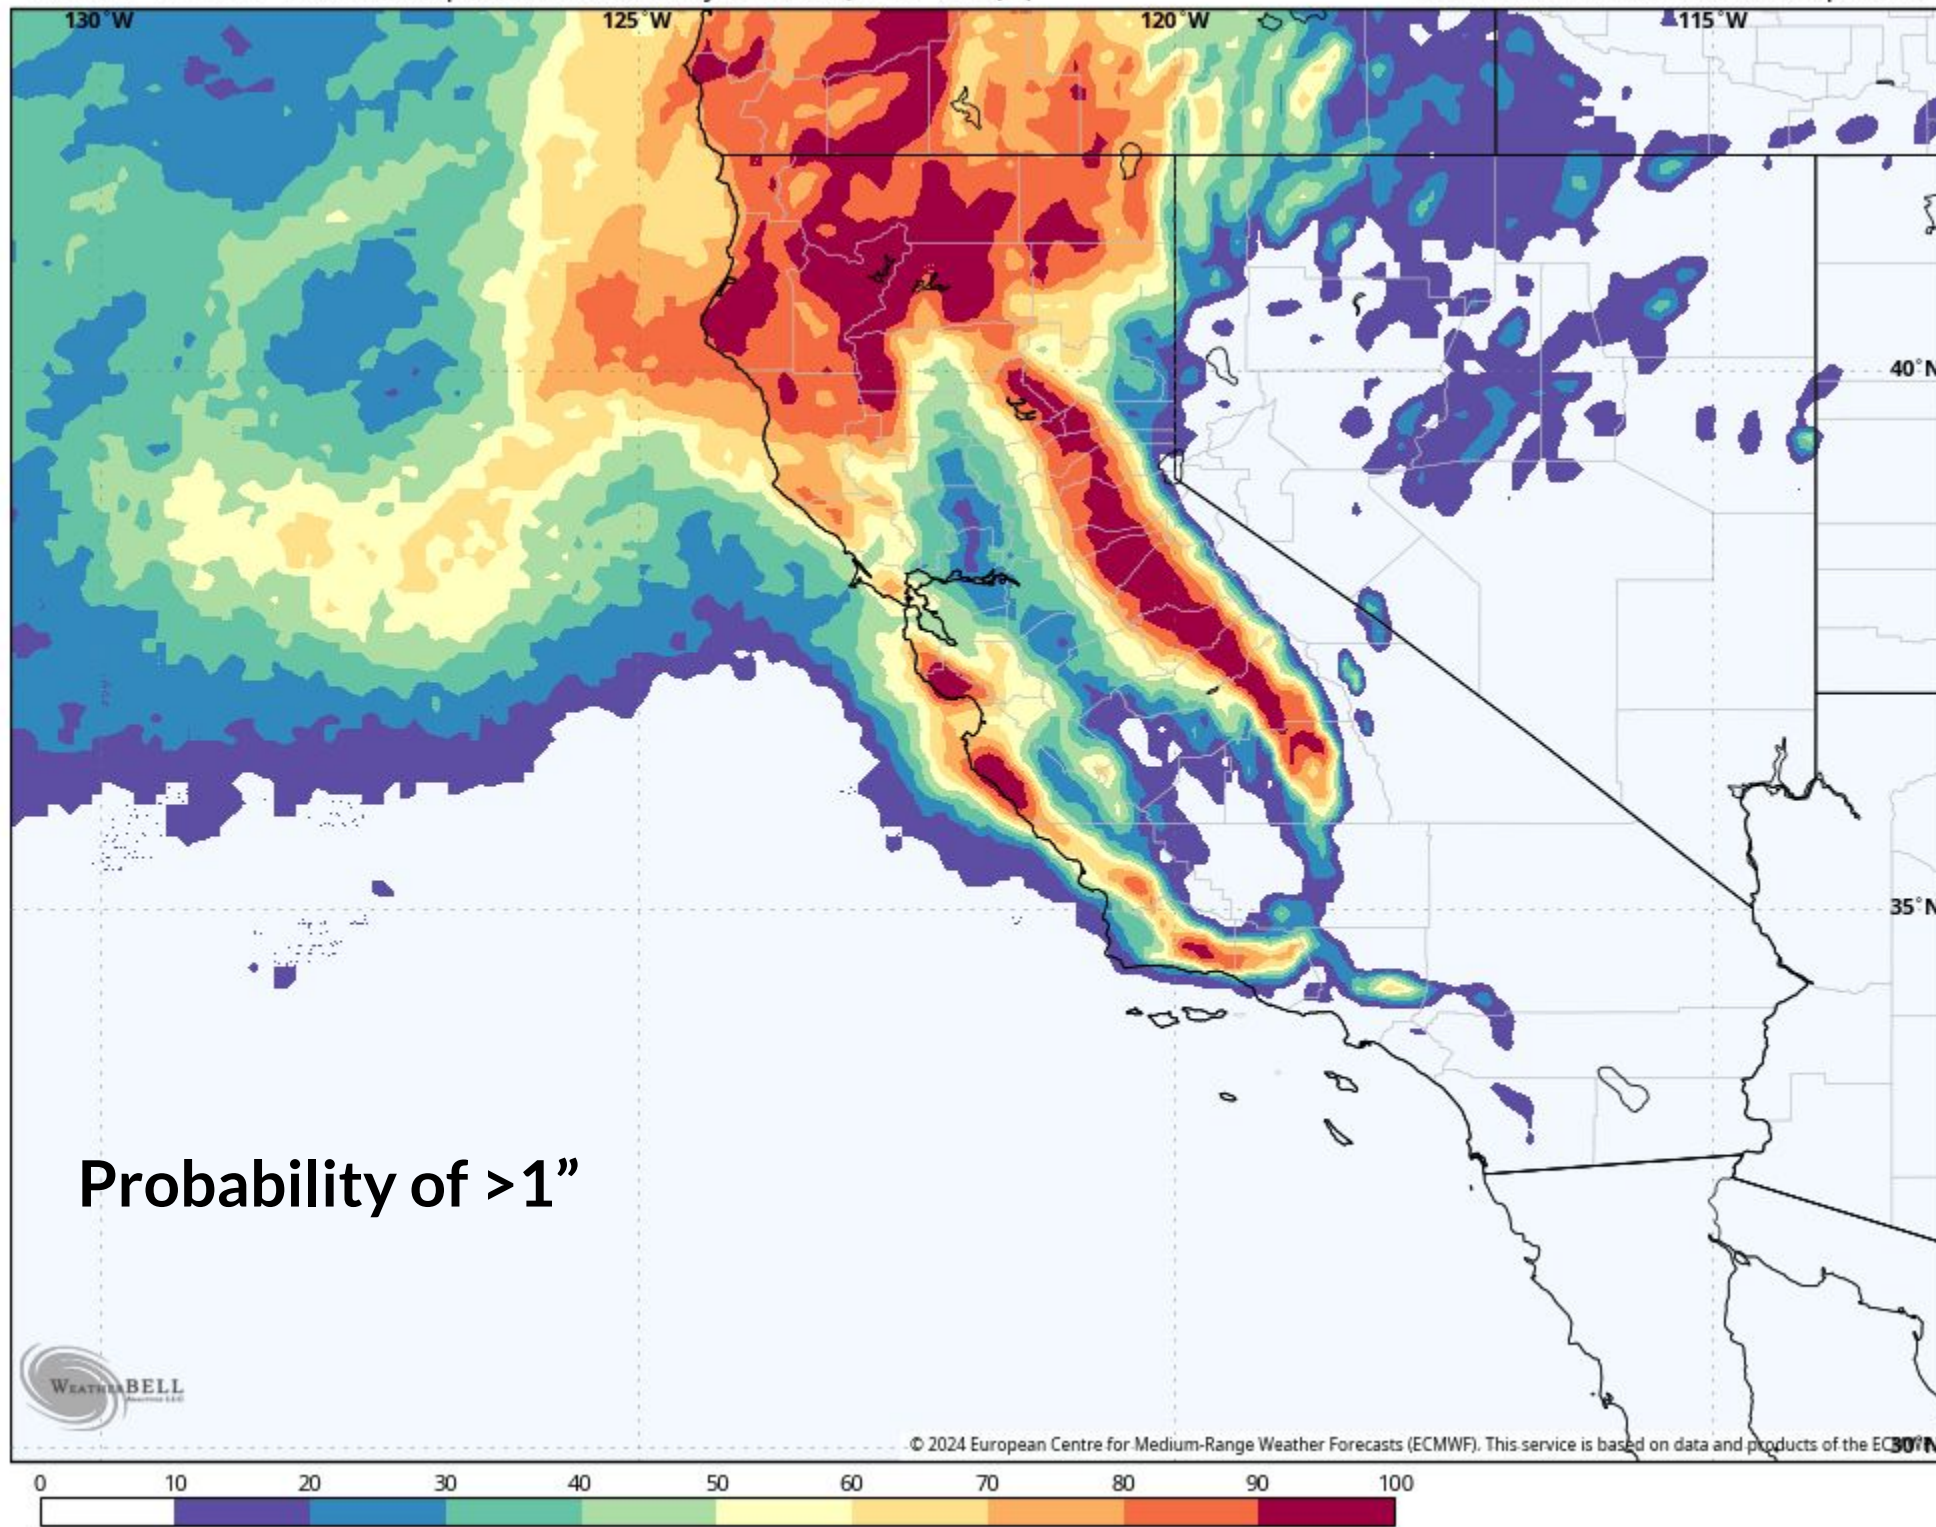 130°W 125°W 120°W 115°W
40°N
35°N
Probability of >1”
WEATHERBELL
© 2024 European Centre for Medium-Range Weather Forecasts (ECMWF). This service is based on data and products of the
30°N
0 10 20 30 40 50 60 70 80 90 100